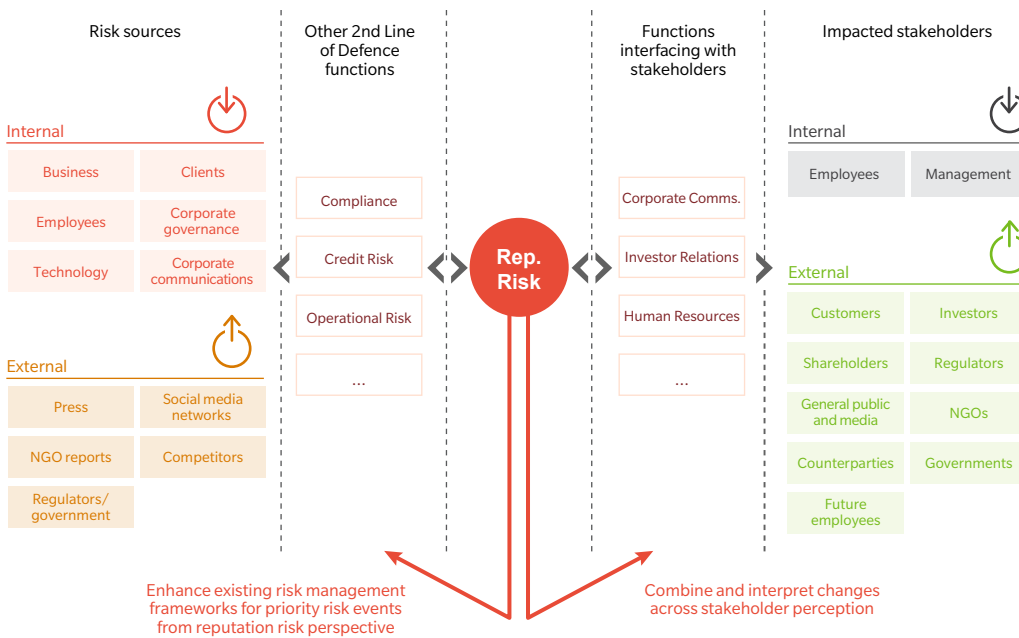 Risk sources
Other 2nd Line
of Defence
functions
Functions
interfacing with
stakeholders
Impacted stakeholders
Internal
Business
Clients
Employees
Corporate
governance
Technology
Corporate
communications
External
Press
Social media
networks
NGO reports
Competitors
Regulators/
government
Compliance
Credit Risk
Operational Risk
...
Rep.
Risk
Corporate Comms.
Investor Relations
Human Resources
...
Internal
Employees
Management
External
Customers
Investors
Shareholders
Regulators
General public
and media
NGOs
Counterparties
Governments
Future
employees
Enhance existing risk management
frameworks for priority risk events
from reputation risk perspective
Combine and interpret changes
across stakeholder perception